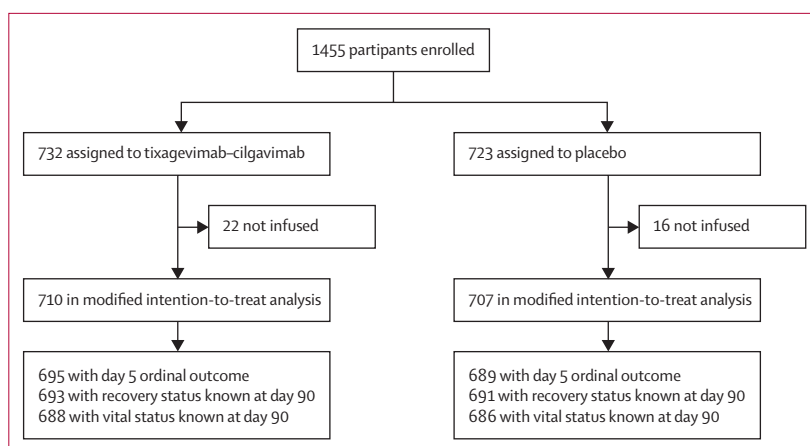 1455 partipants enrolled
732 assigned to tixagevimab–cilgavimab
723 assigned to placebo
22 not infused
16 not infused
710 in modified intention-to-treat analysis
707 in modified intention-to-treat analysis
695 with day 5 ordinal outcome
693 with recovery status known at day 90
688 with vital status known at day 90
689 with day 5 ordinal outcome
691 with recovery status known at day 90
686 with vital status known at day 90